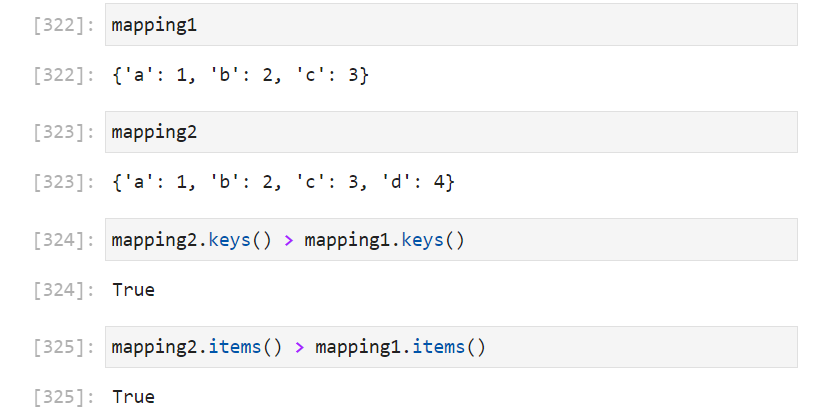 [322]: mapping1
[322]: {'a': 1, 'b': 2, 'c': 3}
[323]: mapping2
[323]: {'a': 1, 'b': 2, 'c': 3, 'd': 4}
[324]: mapping2.keys() > mapping1.keys()
[324]: True
[325]: mapping2.items() > mapping1.items()
[325]: True